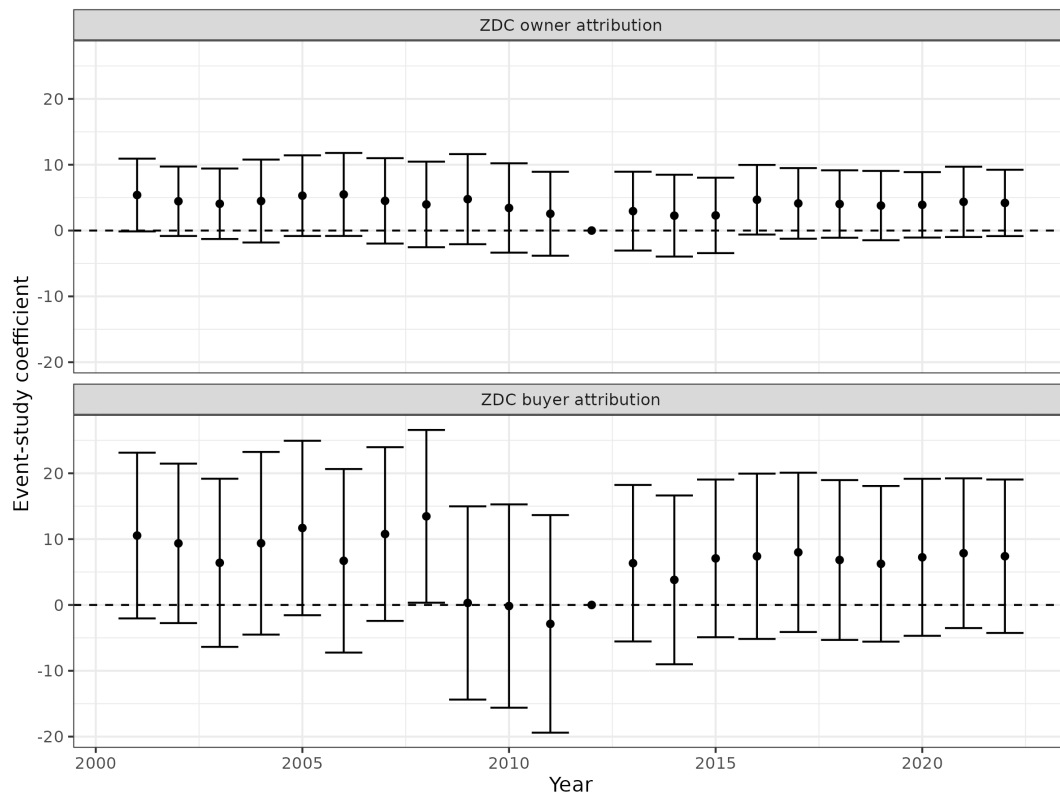 ZDC owner attribution
20
10
0
-10
-20
Event-study coefficient
ZDC buyer attribution
20
10
0
-10
-20
2000 2005 2010 2015 2020
Year